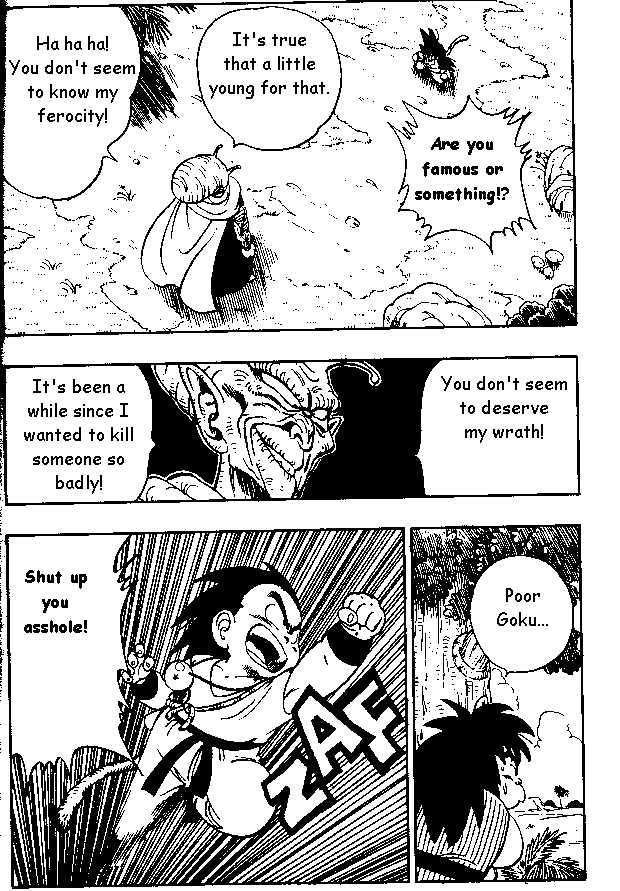 Are you
famous or
something!?
It's true
that a little
young for that.
Ha ha ha!
You don't seem
to know my
ferocity!
You don't seem
to deserve
my wrath!
It's been a
while since I
wanted to kill
someone so
badly!
Poor
Goku...
Shut up
you
asshole!
ZAF